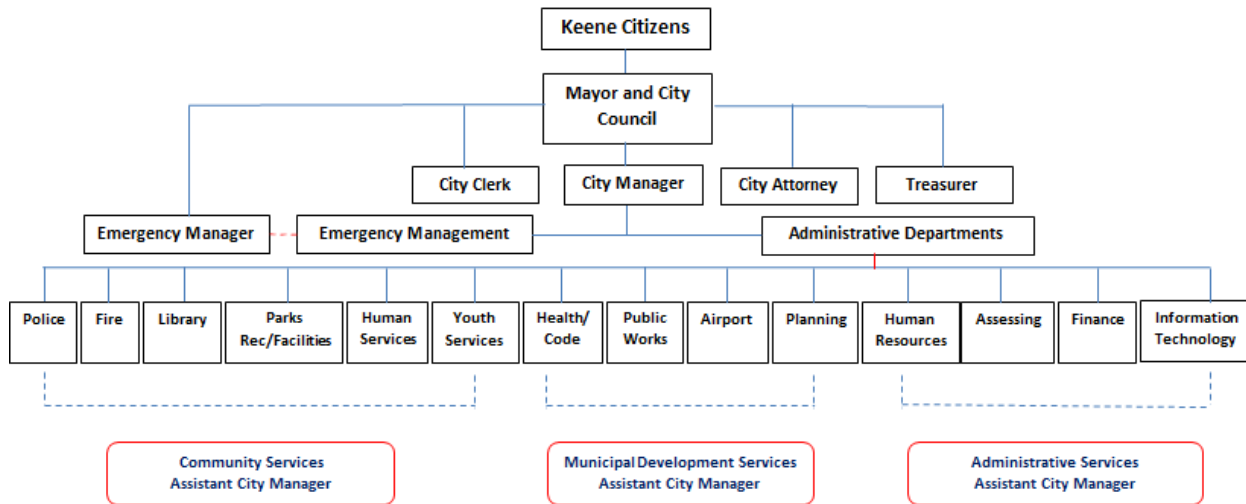 Keene Citizens
Mayor and City
Council
City Clerk
City Manager
City Attorney
Treasurer
Emergency Manager
Emergency Management
Administrative Departments
Police
Fire
Library
Parks
Rec/Facilities
Human
Services
Youth
Services
Health/
Code
Public
Works
Airport
Planning
Human
Resources
Assessing
Finance
Information
Technology
Community Services
Assistant City Manager
Municipal Development Services
Assistant City Manager
Administrative Services
Assistant City Manager